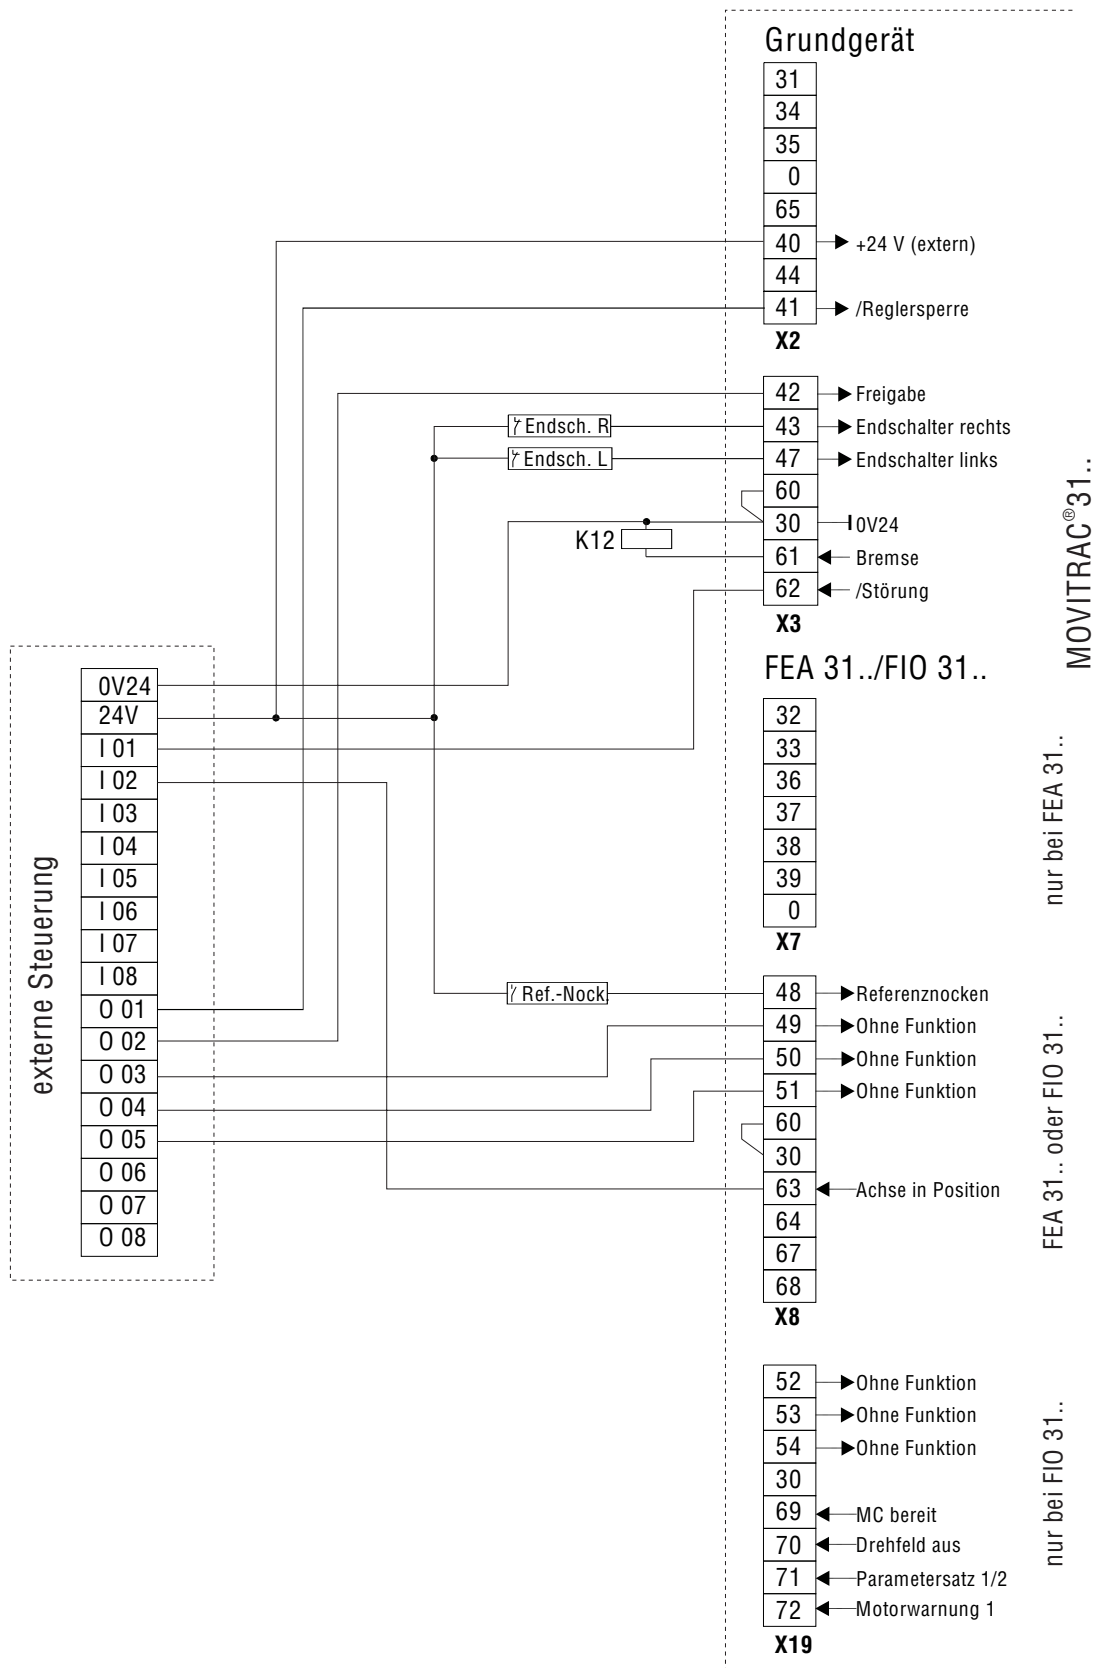 Grundgerät
31
34
35
0
65
40 +24 V (extern)
44
41 /Reglersperre
X2
42 Freigabe
Endsch. R 43 Endschalter rechts
Endsch. L 47 Endschalter links
60
30 0V24
K12
61 Bremse
62 /Störung
X3
MOVITRAC®31..
FEA 31../FIO 31..
32
33
36
37
38
39
0
X7
nur bei FEA 31..
externe Steuerung
0V24
24V
I 01
I 02
I 03
I 04
I 05
I 06
I 07
I 08
O 01
O 02
O 03
O 04
O 05
O 06
O 07
O 08
Ref.-Nock. 48 Referenznocken
49 Ohne Funktion
50 Ohne Funktion
51 Ohne Funktion
60
30
63 Achse in Position
64
67
68
X8
FEA 31.. oder FIO 31..
52 Ohne Funktion
53 Ohne Funktion
54 Ohne Funktion
30
69 MC bereit
70 Drehfeld aus
71 Parametersatz 1/2
72 Motorwarnung 1
X19
nur bei FIO 31..